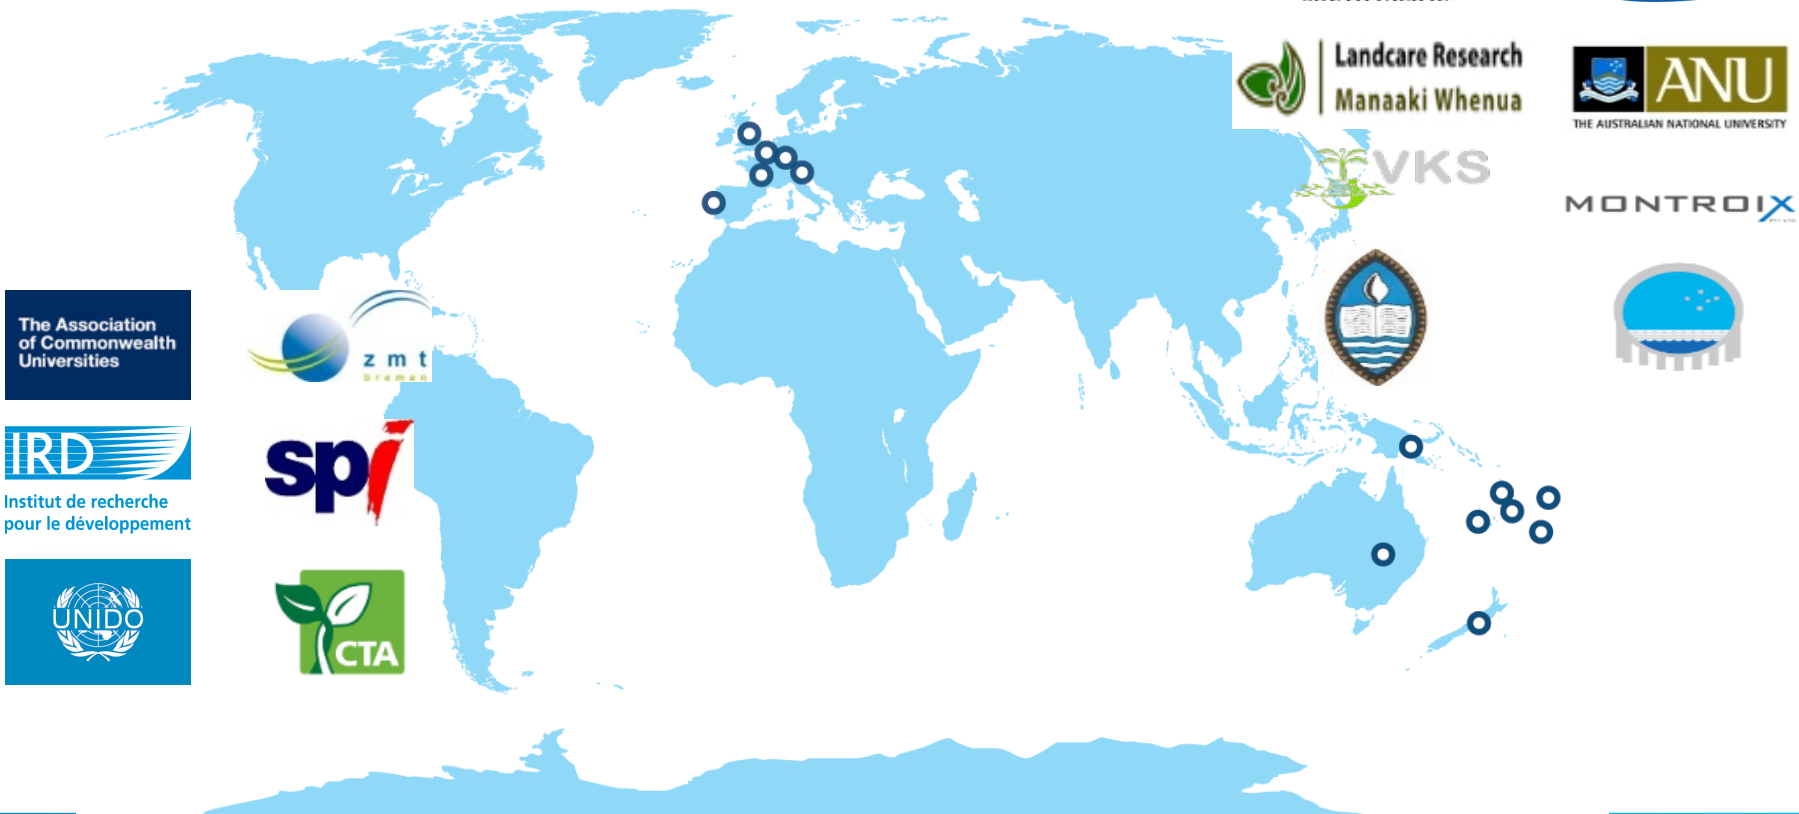 Landcare Research
Manaaki Whenua
ANU
THE AUSTRALIAN NATIONAL UNIVERSITY
VKS
MONTROIX
The Association
of Commonwealth
Universities
zmt
bremen
IRD
Institut de recherche
pour le développement
spi
UNIDO
CTA